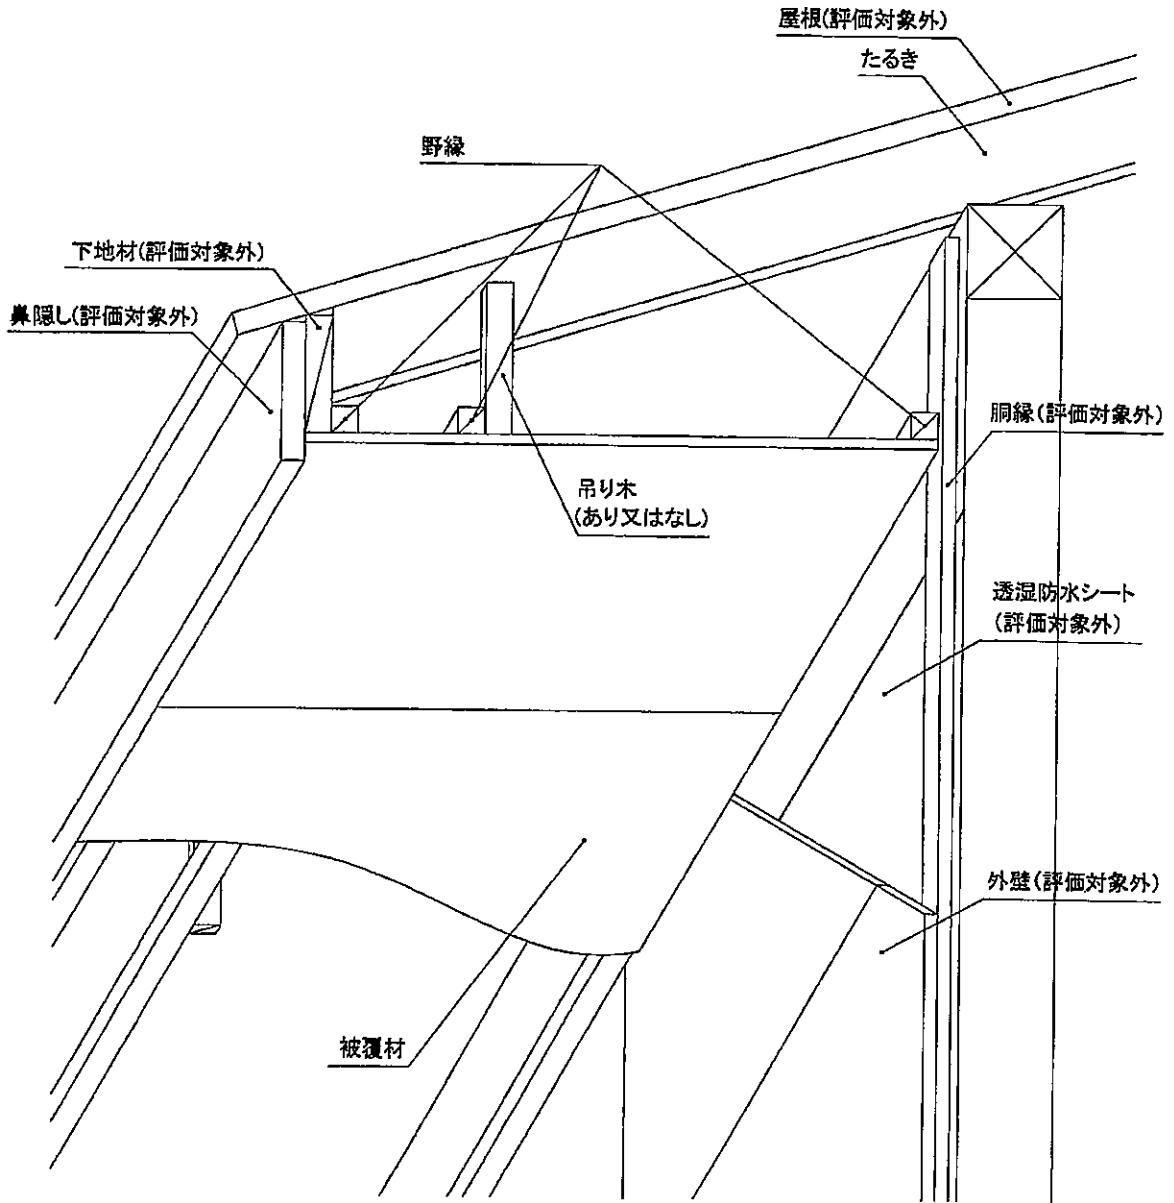 屋根(評価対象外)
たるき
野縁
下地材(評価対象外)
鼻隠し(評価対象外)
胴縁(評価対象外)
吊り木
(あり又はなし)
透湿防水シート
(評価対象外)
外壁(評価対象外)
被覆材